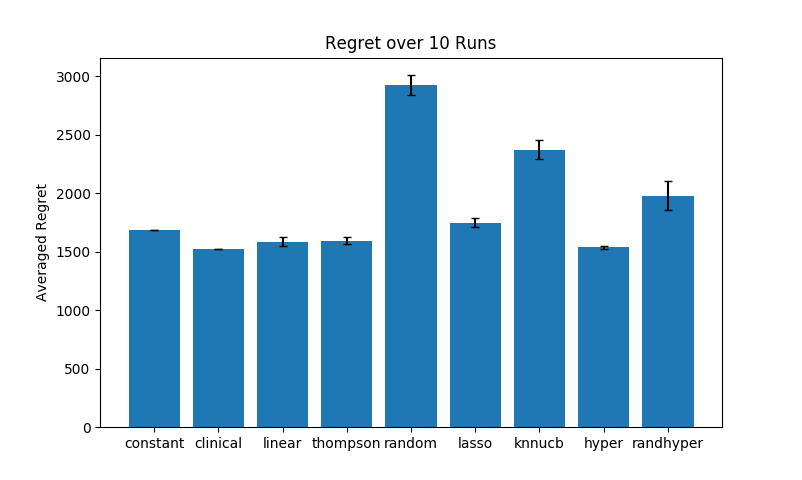 Regret over 10 Runs
Averaged Regret
3000
2500
2000
1500
1000
500
0
constant clinical linear thompson random lasso knnucb hyper randhyper